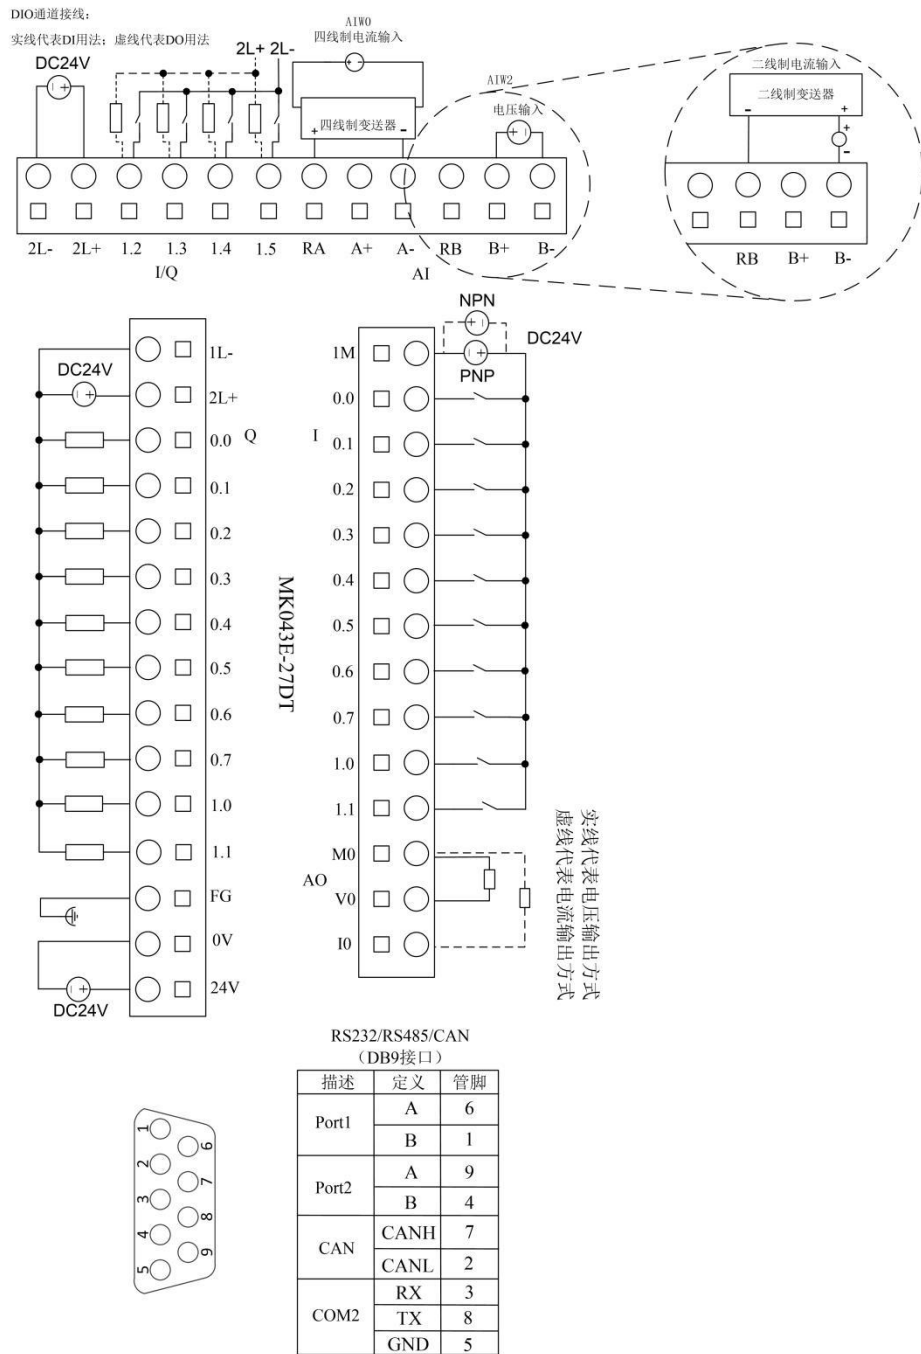 DIO通道接线：
实线代表DI用法；虚线代表DO用法
DC24V
2L+ 2L-
AIW0
四线制电流输入
四线制变送器
+ -
AIW2
电压输入
二线制电流输入
二线制变送器
- +
+
-
2L- 2L+ 1.2 1.3 1.4 1.5 RA A+ A- RB B+ B-
I/Q AI
RB B+ B-
1L-
DC24V
2L+
0.0 Q
0.1
0.2
0.3
0.4
0.5
0.6
0.7
1.0
1.1
FG
0V
24V
DC24V
MK043E-27DT
NPN
DC24V
PNP
1M
0.0
I 0.1
0.2
0.3
0.4
0.5
0.6
0.7
1.0
1.1
M0
AO
V0
I0
实线代表电压输出方式
虚线代表电流输出方式
RS232/RS485/CAN
（DB9接口）
描述 定义 管脚
Port1 A 6
B 1
Port2 A 9
B 4
CAN CANH 7
CANL 2
COM2 RX 3
TX 8
GND 5
1
6
2
7
3
8
4
9
5